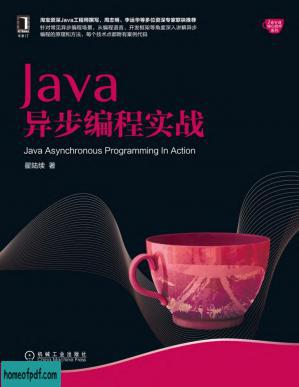 淘宝资深Java工程师撰写，周志明、李运华等多位资深专家联袂推荐
针对常见异步编程场景，从编程语言、开发框架等角度深入讲解异步
编程的原理和方法，每个技术点都附有案例代码
Java
异步编程实战
Java Asynchronous Programming In Action
翟陆续 著
机械工业出版社
China Machine Press
homeofpdf.com